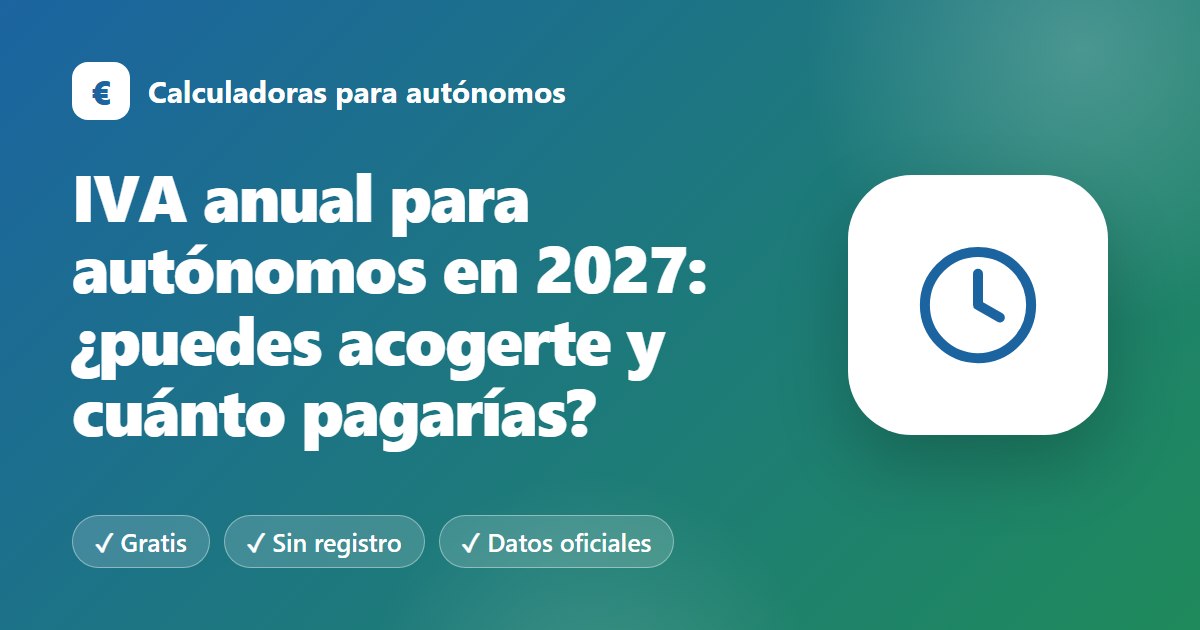 €
Calculadoras para autónomos
IVA anual para
autónomos en 2027:
¿puedes acogerte y
cuánto pagarías?
✓ Gratis
✓ Sin registro
✓ Datos oficiales